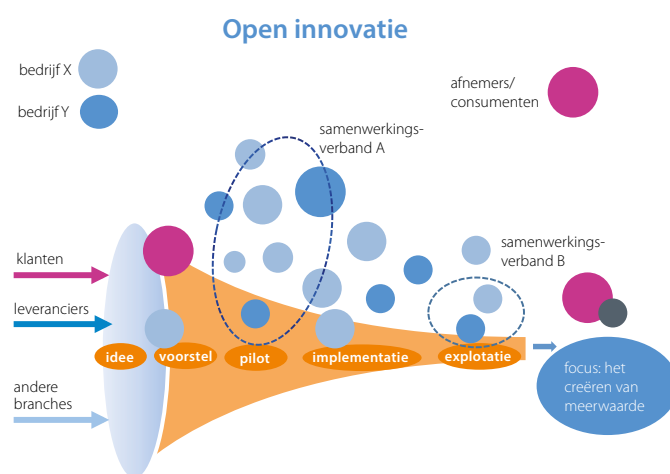 Open innovatie
bedrijf X
bedrijf Y
afnemers/
consumenten
samenwerkings-
verband A
samenwerkings-
verband B
klanten
leveranciers
andere
branches
idee
voorstel
pilot
implementatie
explotatie
focus: het
creëren van
meerwaarde